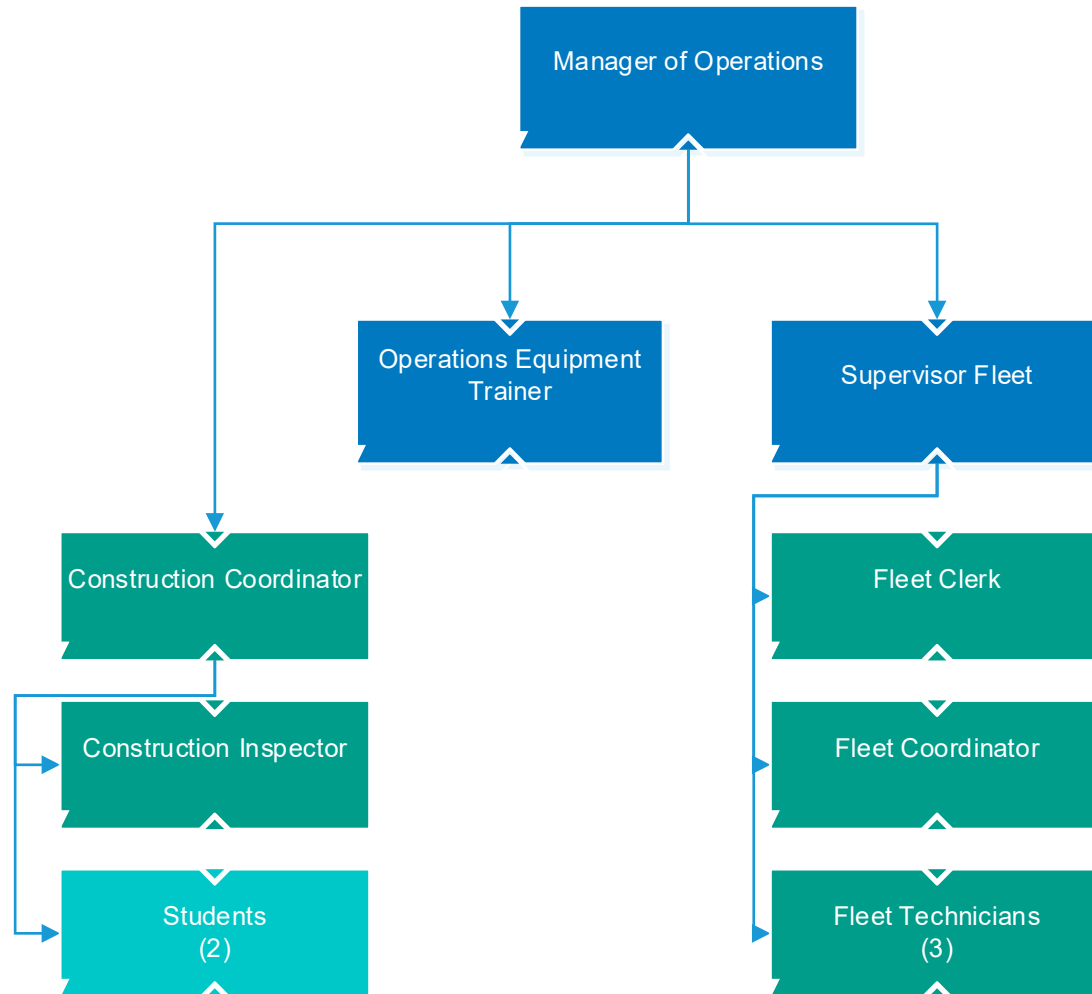 Manager of Operations
Operations Equipment
Trainer
Supervisor Fleet
Construction Coordinator
Fleet Clerk
Construction Inspector
Fleet Coordinator
Students
(2)
Fleet Technicians
(3)